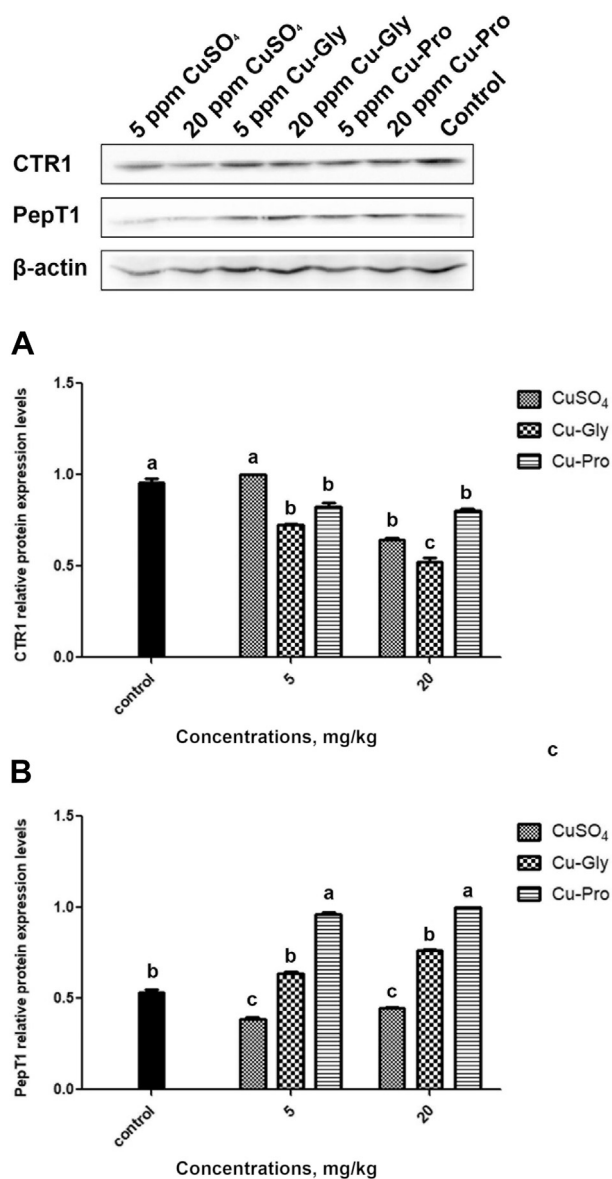 5 ppm CuSO₄ 20 ppm CuSO₄ 5 ppm Cu-Gly 20 ppm Cu-Gly 5 ppm Cu-Pro 20 ppm Cu-Pro Control
CTR1
PepT1
β-actin
A
CTR1 relative protein expression levels
1.5
1.0
0.5
0.0
a a b b b c b
control 5 20
Concentrations, mg/kg
CuSO₄
Cu-Gly
Cu-Pro
c
B
PepT1 relative protein expression levels
1.5
1.0
0.5
0.0
b c b a c b a
control 5 20
Concentrations, mg/kg
CuSO₄
Cu-Gly
Cu-Pro